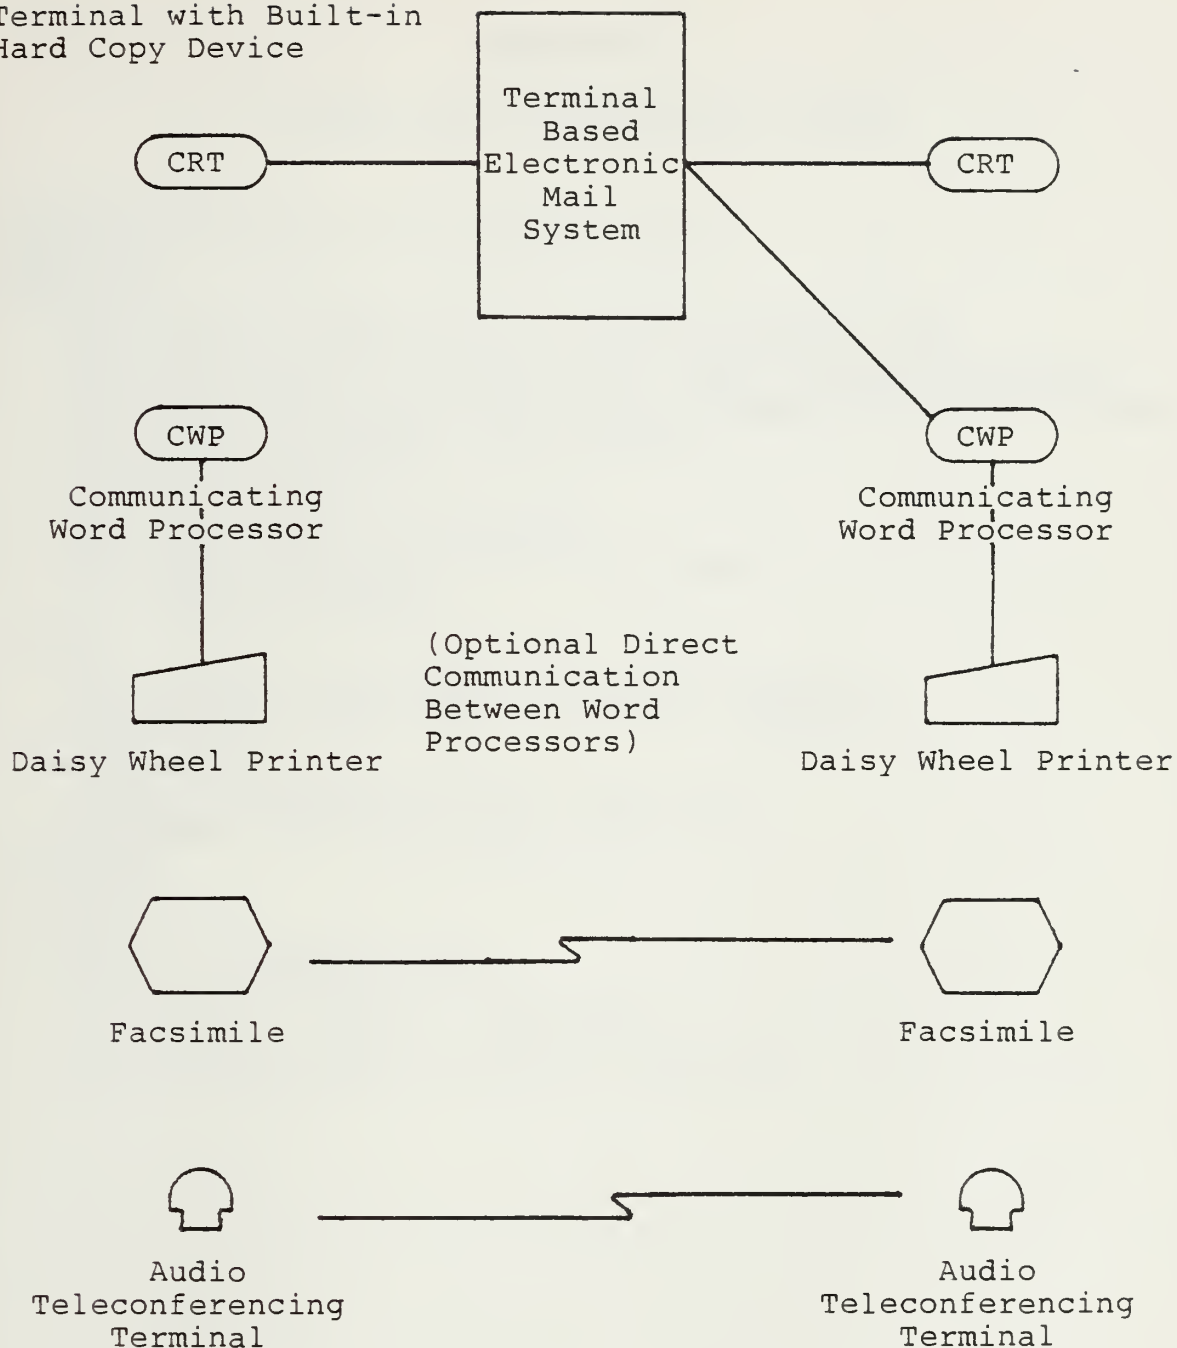 Terminal with Built-in
Hard Copy Device
Terminal
Based
Electronic
Mail
System
CRT
CRT
CWP
CWP
Communicating
Word Processor
Communicating
Word Processor
(Optional Direct
Communication
Between Word
Processors)
Daisy Wheel Printer
Daisy Wheel Printer
Facsimile
Facsimile
Audio
Teleconferencing
Terminal
Audio
Teleconferencing
Terminal